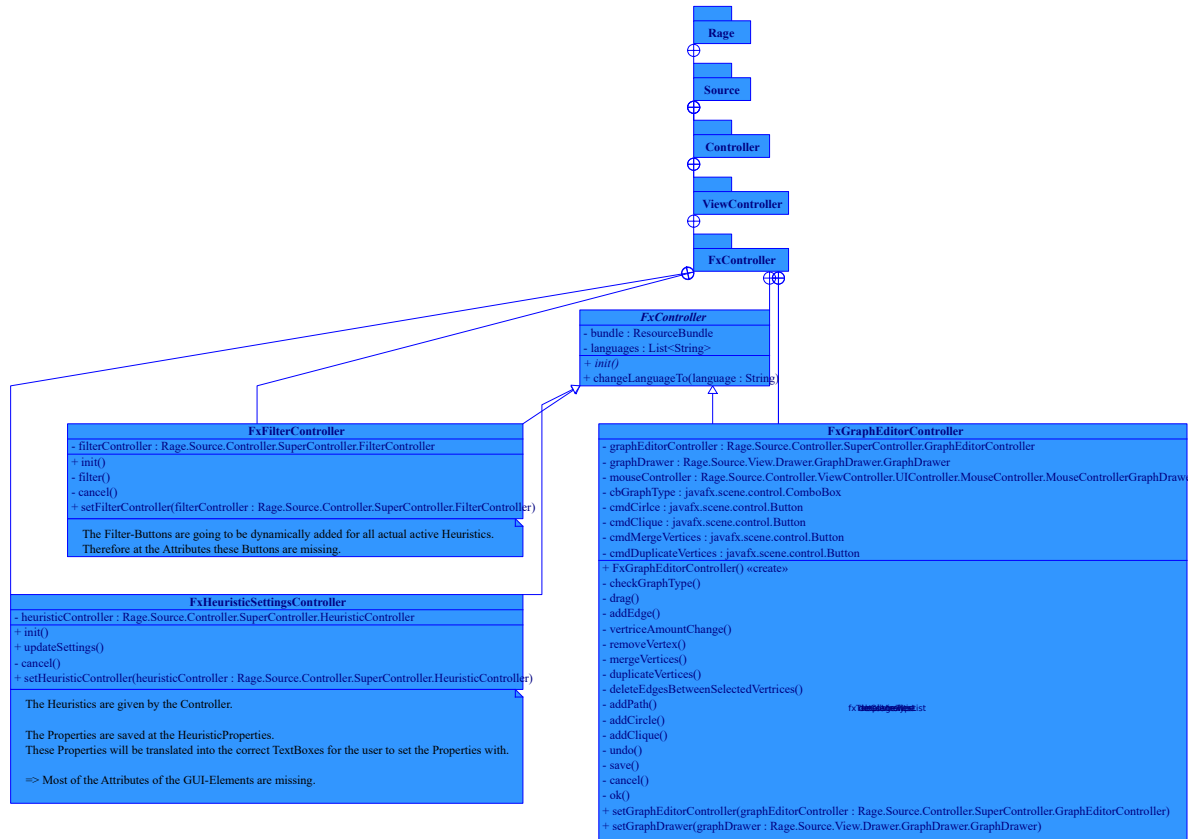 Rage
Source
Controller
ViewController
FxController
FxController
- bundle : ResourceBundle
- languages : List<String>
+ init()
+ changeLanguageTo(language : String)
FxFilterController
- filterController : Rage.Source.Controller.SuperController.FilterController
+ init()
- filter()
- cancel()
+ setFilterController(filterController : Rage.Source.Controller.SuperController.FilterController)
The Filter-Buttons are going to be dynamically added for all actual active Heuristics.
Therefore at the Attributes these Buttons are missing.
FxHeuristicSettingsController
- heuristicController : Rage.Source.Controller.SuperController.HeuristicController
+ init()
+ updateSettings()
- cancel()
+ setHeuristicController(heuristicController : Rage.Source.Controller.SuperController.HeuristicController)
The Heuristics are given by the Controller.
The Properties are saved at the HeuristicProperties.
These Properties will be translated into the correct TextBoxes for the user to set the Properties with.
=> Most of the Attributes of the GUI-Elements are missing.
FxGraphEditorController
- graphEditorController : Rage.Source.Controller.SuperController.GraphEditorController
- graphDrawer : Rage.Source.View.Drawer.GraphDrawer.GraphDrawer
- mouseController : Rage.Source.Controller.ViewController.UIController.MouseController.MouseControllerGraphDrawe
- cbGraphType : javafx.scene.control.ComboBox
- cmdCirlce : javafx.scene.control.Button
- cmdClique : javafx.scene.control.Button
- cmdMergeVertices : javafx.scene.control.Button
- cmdDuplicateVertices : javafx.scene.control.Button
+ FxGraphEditorController() «create»
- checkGraphType()
- drag()
- addEdge()
- vertriceAmountChange()
- removeVertex()
- mergeVertices()
- duplicateVertices()
- deleteEdgesBetweenSelectedVertrices()
- addPath()
- addCircle()
- addClique()
- undo()
- save()
- cancel()
- ok()
+ setGraphEditorController(graphEditorController : Rage.Source.Controller.SuperController.GraphEditorController)
+ setGraphDrawer(graphDrawer : Rage.Source.View.Drawer.GraphDrawer.GraphDrawer)